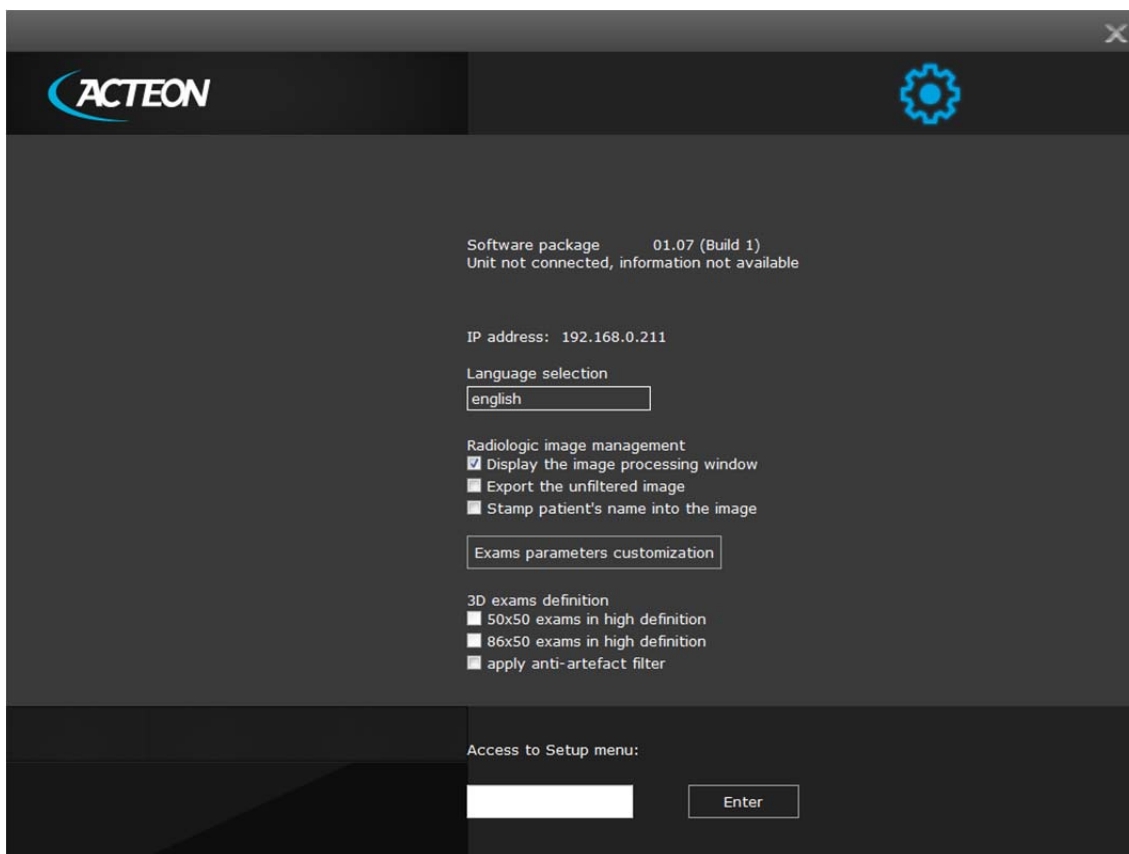 ACTEON
Software package 01.07 (Build 1)
Unit not connected, information not available
IP address: 192.168.0.211
Language selection
english
Radiologic image management
Display the image processing window
Export the unfiltered image
Stamp patient's name into the image
Exams parameters customization
3D exams definition
50x50 exams in high definition
86x50 exams in high definition
apply anti-artefact filter
Access to Setup menu:
Enter